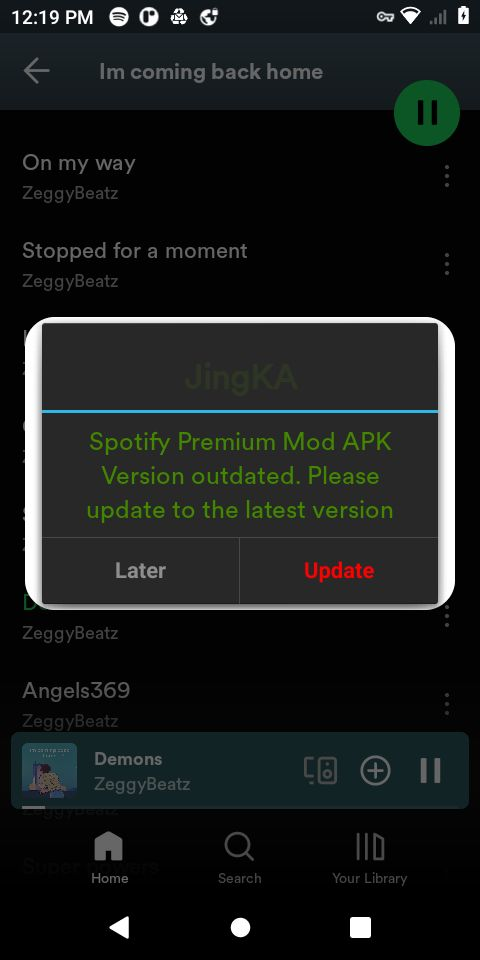 12:19 PM
Im coming back home
On my way
ZeggyBeatz
Stopped for a moment
ZeggyBeatz
JingKA
Spotify Premium Mod APK
Version outdated. Please
update to the latest version
Later
Update
ZeggyBeatz
Angels369
ZeggyBeatz
Demons
ZeggyBeatz
Super powers
Home
Search
Your Library